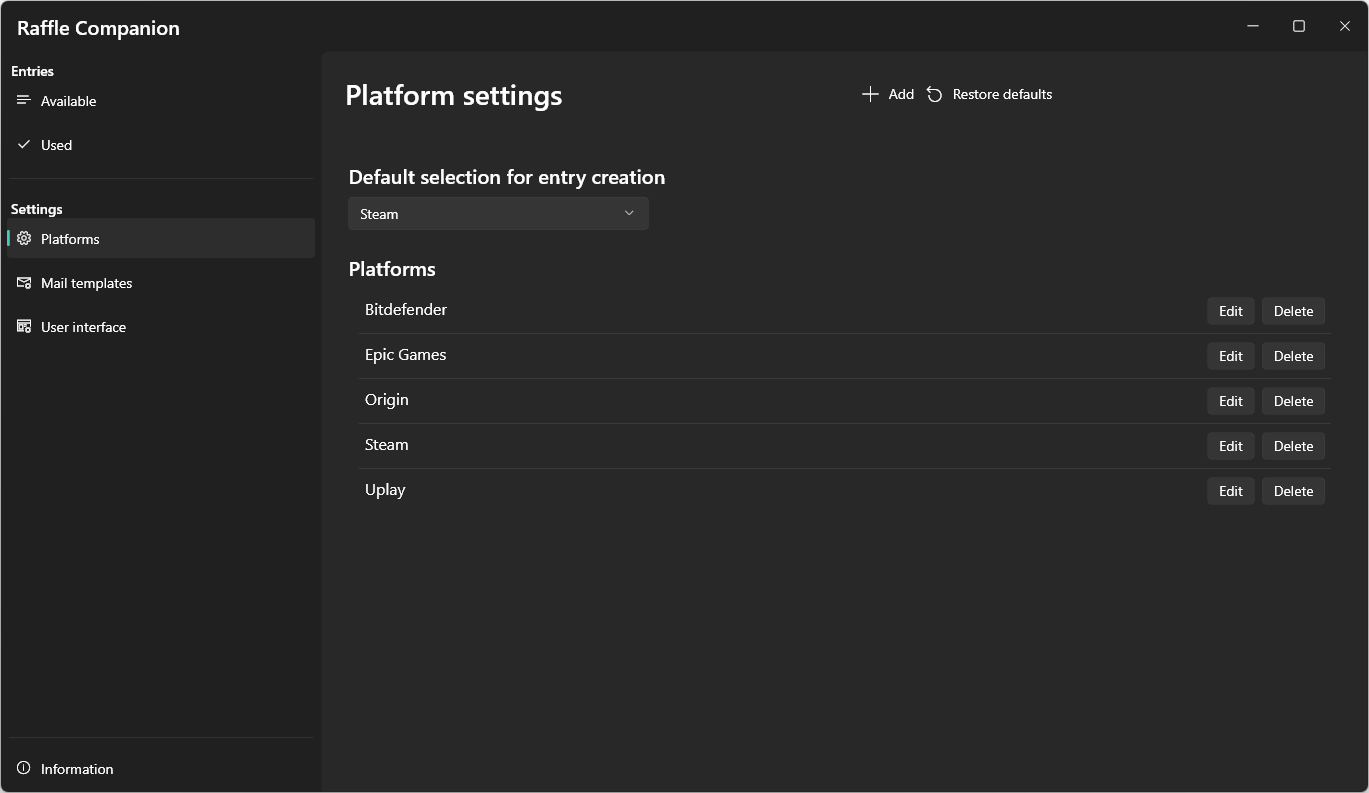 Raffle Companion
Entries
Available
Used
Settings
Platforms
Mail templates
User interface
Information
Platform settings
Add Restore defaults
Default selection for entry creation
Steam
Platforms
Bitdefender Edit Delete
Epic Games Edit Delete
Origin Edit Delete
Steam Edit Delete
Uplay Edit Delete